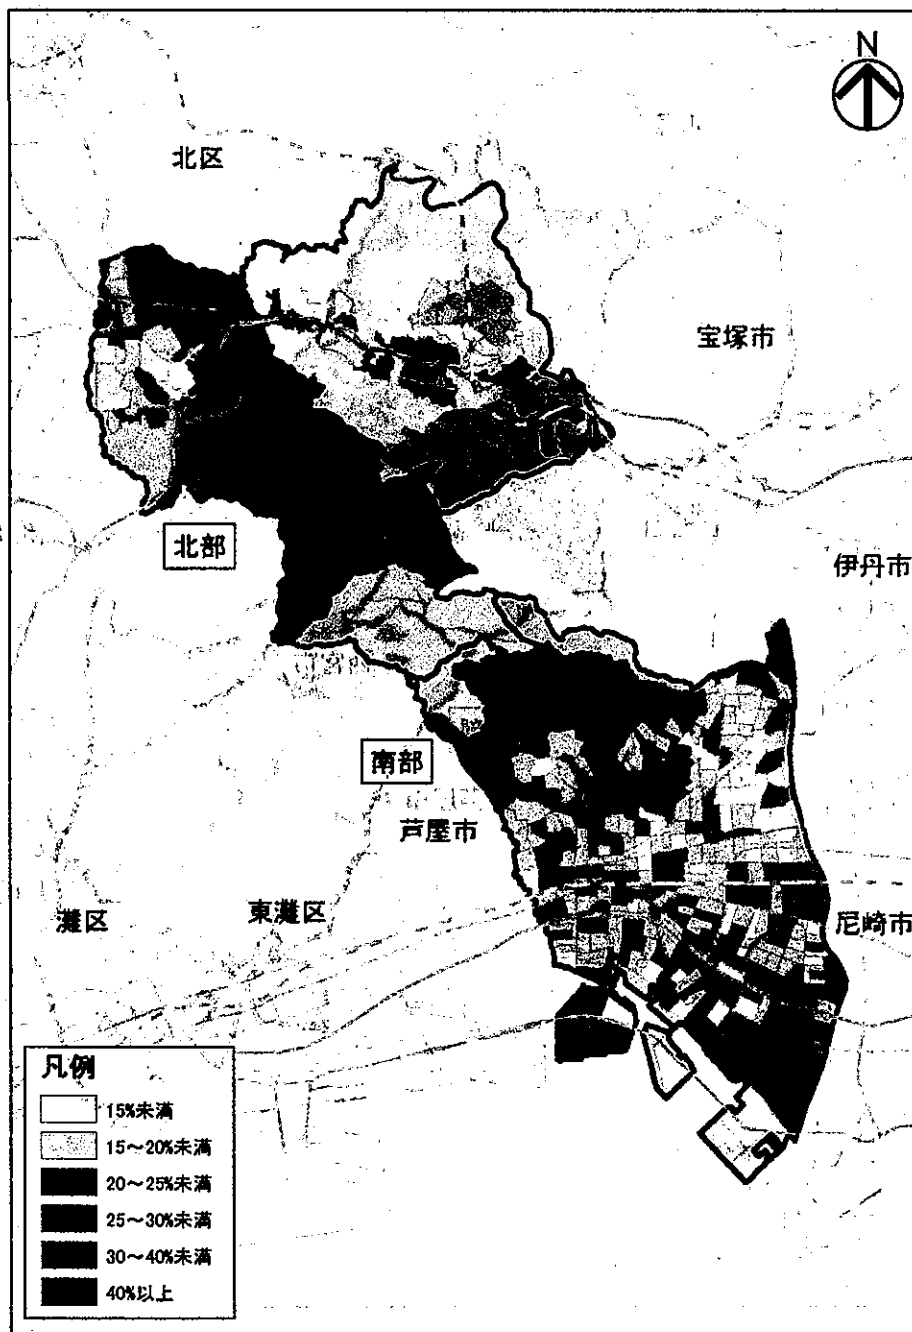 N
北区
宝塚市
北部
伊丹市
南部
芦屋市
灘区
東灘区
尼崎市
凡例
15%未満
15～20%未満
20～25%未満
25～30%未満
30～40%未満
40%以上